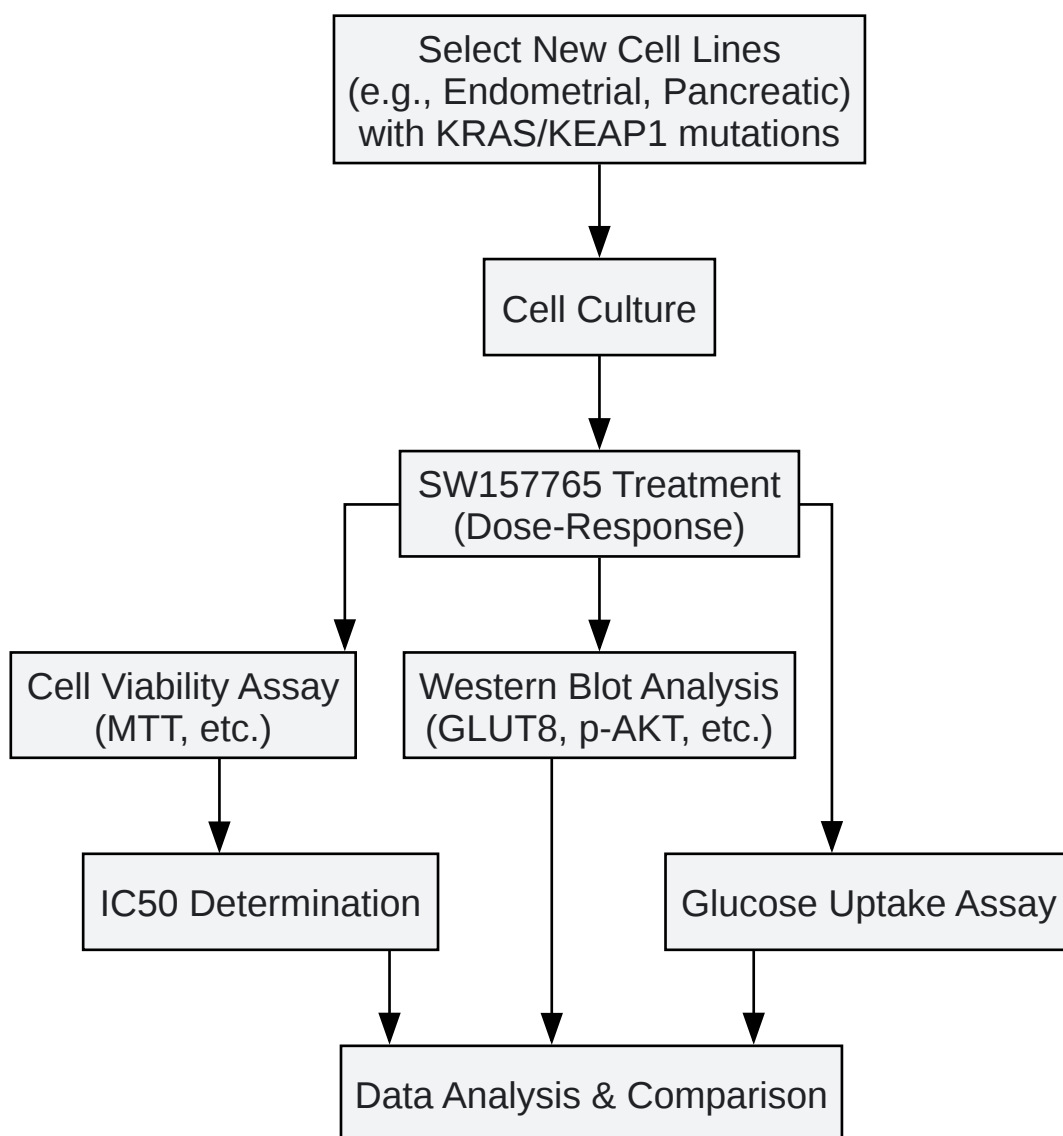 Select New Cell Lines
(e.g., Endometrial, Pancreatic)
with KRAS/KEAP1 mutations
Cell Culture
SW157765 Treatment
(Dose-Response)
Cell Viability Assay
(MTT, etc.)
Western Blot Analysis
(GLUT8, p-AKT, etc.)
IC50 Determination
Glucose Uptake Assay
Data Analysis & Comparison